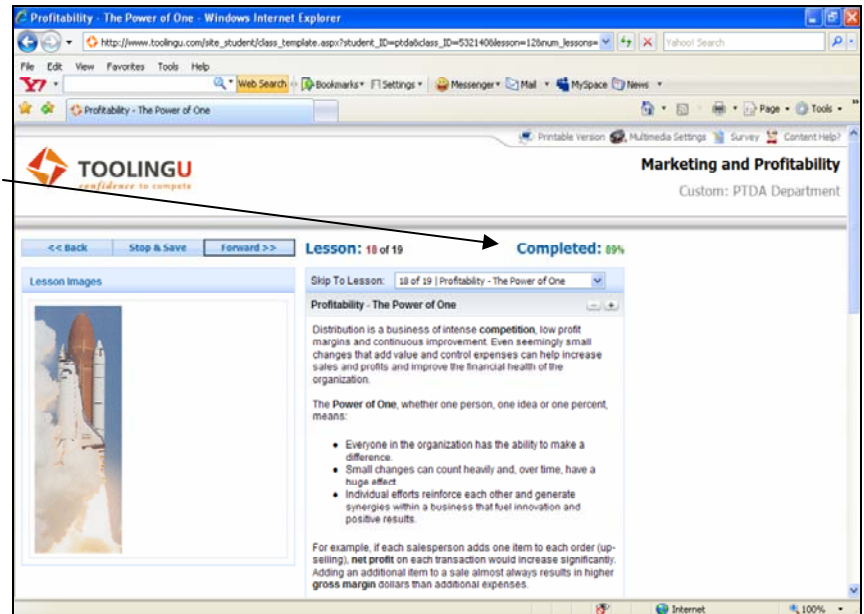 Profitability - The Power of One - Windows Internet Explorer
http://www.toolingu.com/site_student/class_template.aspx?student_ID=ptda&class_ID=532140&lesson=12&num_lessons=
Yahoo! Search
File Edit View Favorites Tools Help
Y7 Web Search Bookmarks Settings Messenger Mail MySpace News
Profitability - The Power of One
Page Tools
Printable Version Multimedia Settings Survey Content Help?
TOOLINGU
confidence to compete
Marketing and Profitability
Custom: PTDA Department
<< Back Stop & Save Forward >>
Lesson: 18 of 19 Completed: 89%
Lesson Images
Skip To Lesson: 18 of 19 | Profitability - The Power of One
Profitability - The Power of One
Distribution is a business of intense competition, low profit
margins and continuous improvement. Even seemingly small
changes that add value and control expenses can help increase
sales and profits and improve the financial health of the
organization.
The Power of One, whether one person, one idea or one percent,
means:
• Everyone in the organization has the ability to make a
difference.
• Small changes can count heavily and, over time, have a
huge effect.
• Individual efforts reinforce each other and generate
synergies within a business that fuel innovation and
positive results.
For example, if each salesperson adds one item to each order (up-
selling), net profit on each transaction would increase significantly.
Adding an additional item to a sale almost always results in higher
gross margin dollars than additional expenses.
Internet 100%